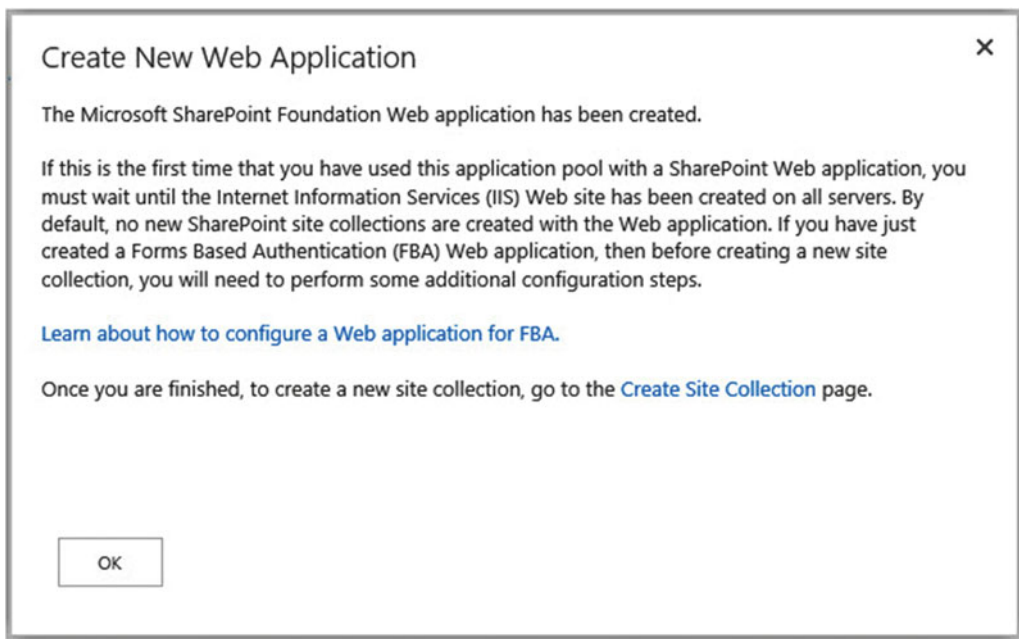 Create New Web Application
The Microsoft SharePoint Foundation Web application has been created.
If this is the first time that you have used this application pool with a SharePoint Web application, you
must wait until the Internet Information Services (IIS) Web site has been created on all servers. By
default, no new SharePoint site collections are created with the Web application. If you have just
created a Forms Based Authentication (FBA) Web application, then before creating a new site
collection, you will need to perform some additional configuration steps.
Learn about how to configure a Web application for FBA.
Once you are finished, to create a new site collection, go to the Create Site Collection page.
OK